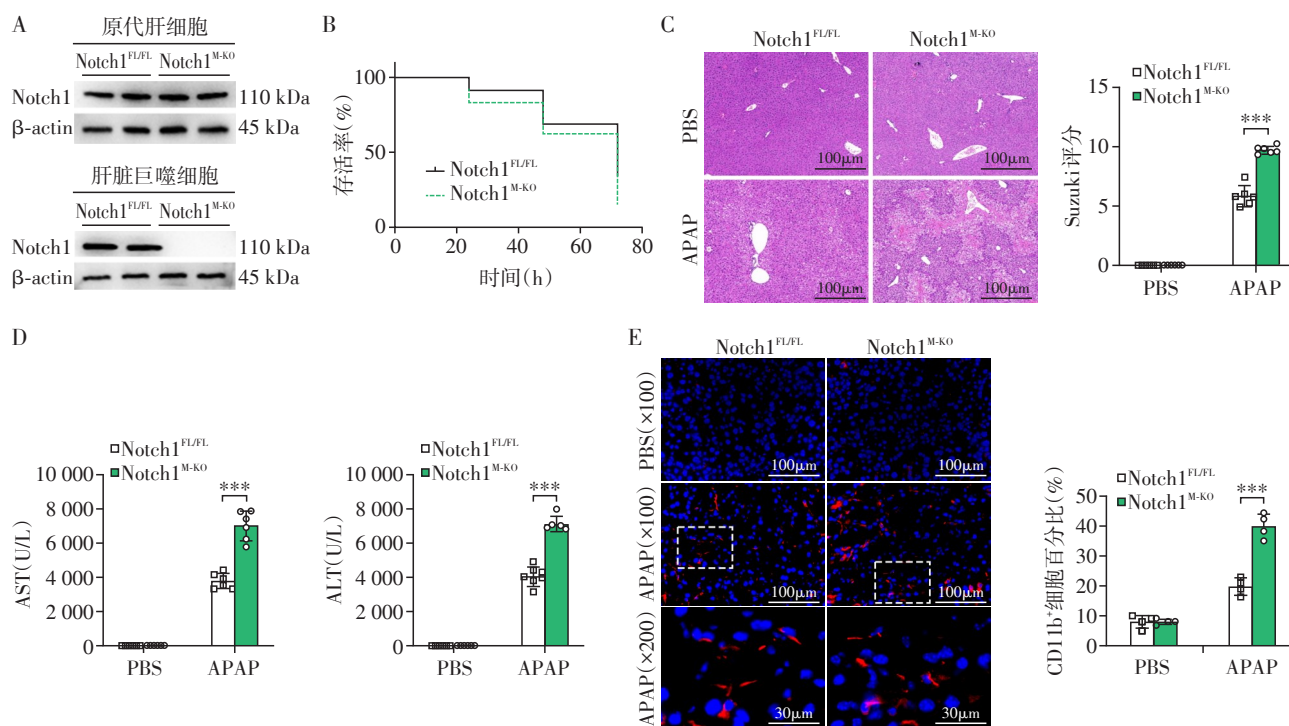 A
原代肝细胞
Notch1FL/FL Notch1M-KO
Notch1 110 kDa
β-actin 45 kDa
肝脏巨噬细胞
Notch1FL/FL Notch1M-KO
Notch1 110 kDa
β-actin 45 kDa
B
存活率(%)
100
50
0
0 20 40 60 80
时间(h)
Notch1FL/FL
Notch1M-KO
C
Notch1FL/FL Notch1M-KO
PBS
100μm 100μm
APAP
100μm 100μm
Notch1FL/FL
Notch1M-KO
Suzuki评分
15
10
5
0
***
PBS APAP
D
Notch1FL/FL
Notch1M-KO
AST(U/L)
10 000
8 000
6 000
4 000
2 000
0
***
PBS APAP
Notch1FL/FL
Notch1M-KO
ALT(U/L)
10 000
8 000
6 000
4 000
2 000
0
***
PBS APAP
E
Notch1FL/FL Notch1M-KO
PBS(×100)
100μm 100μm
APAP(×100)
100μm 100μm
APAP(×200)
30μm 30μm
Notch1FL/FL
Notch1M-KO
CD11b+细胞百分比(%)
50
40
30
20
10
0
***
PBS APAP